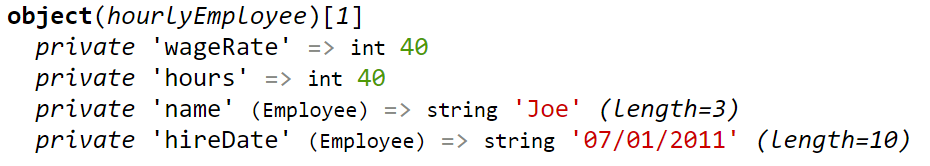 object(hourlyEmployee)[1]
private 'wageRate' => int 40
private 'hours' => int 40
private 'name' (Employee) => string 'Joe' (length=3)
private 'hireDate' (Employee) => string '07/01/2011' (length=10)